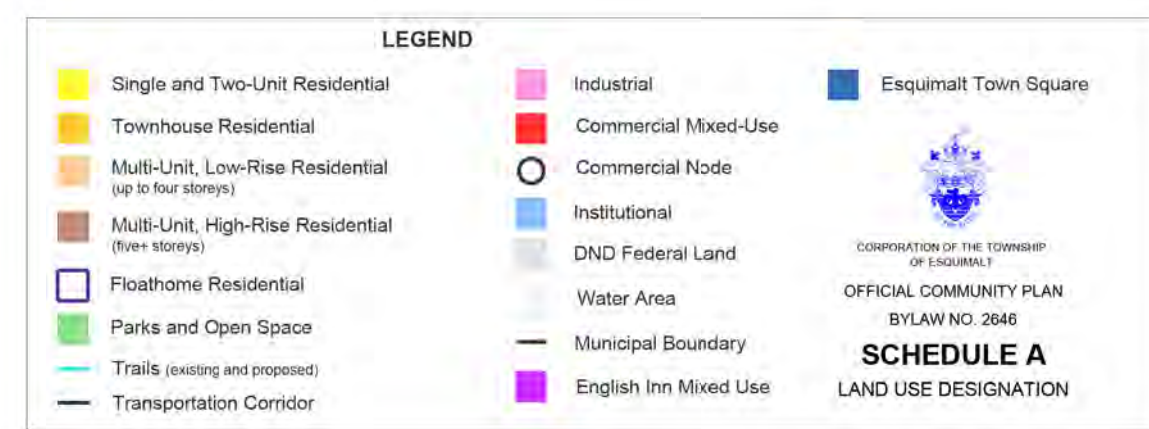 LEGEND
Single and Two-Unit Residential
Townhouse Residential
Multi-Unit, Low-Rise Residential
(up to four storeys)
Multi-Unit, High-Rise Residential
(five+ storeys)
Floathome Residential
Parks and Open Space
Trails (existing and proposed)
Transportation Corridor
Industrial
Commercial Mixed-Use
Commercial Node
Institutional
DND Federal Land
Water Area
Municipal Boundary
English Inn Mixed Use
Esquimalt Town Square
CORPORATION OF THE TOWNSHIP
OF ESQUIMALT
OFFICIAL COMMUNITY PLAN
BYLAW NO. 2646
SCHEDULE A
LAND USE DESIGNATION